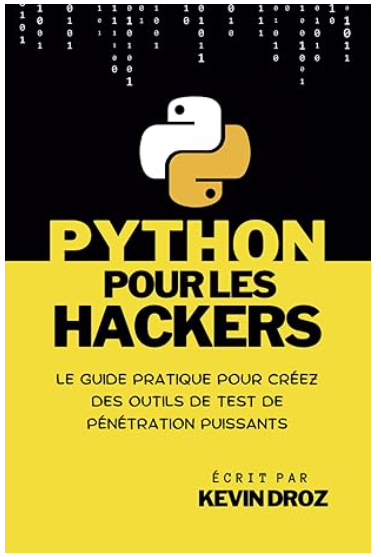 PYTHON
POUR LES
HACKERS
LE GUIDE PRATIQUE POUR CRÉEZ
DES OUTILS DE TEST DE
PÉNÉTRATION PUISSANTS
ÉCRIT PAR
KEVIN DROZ